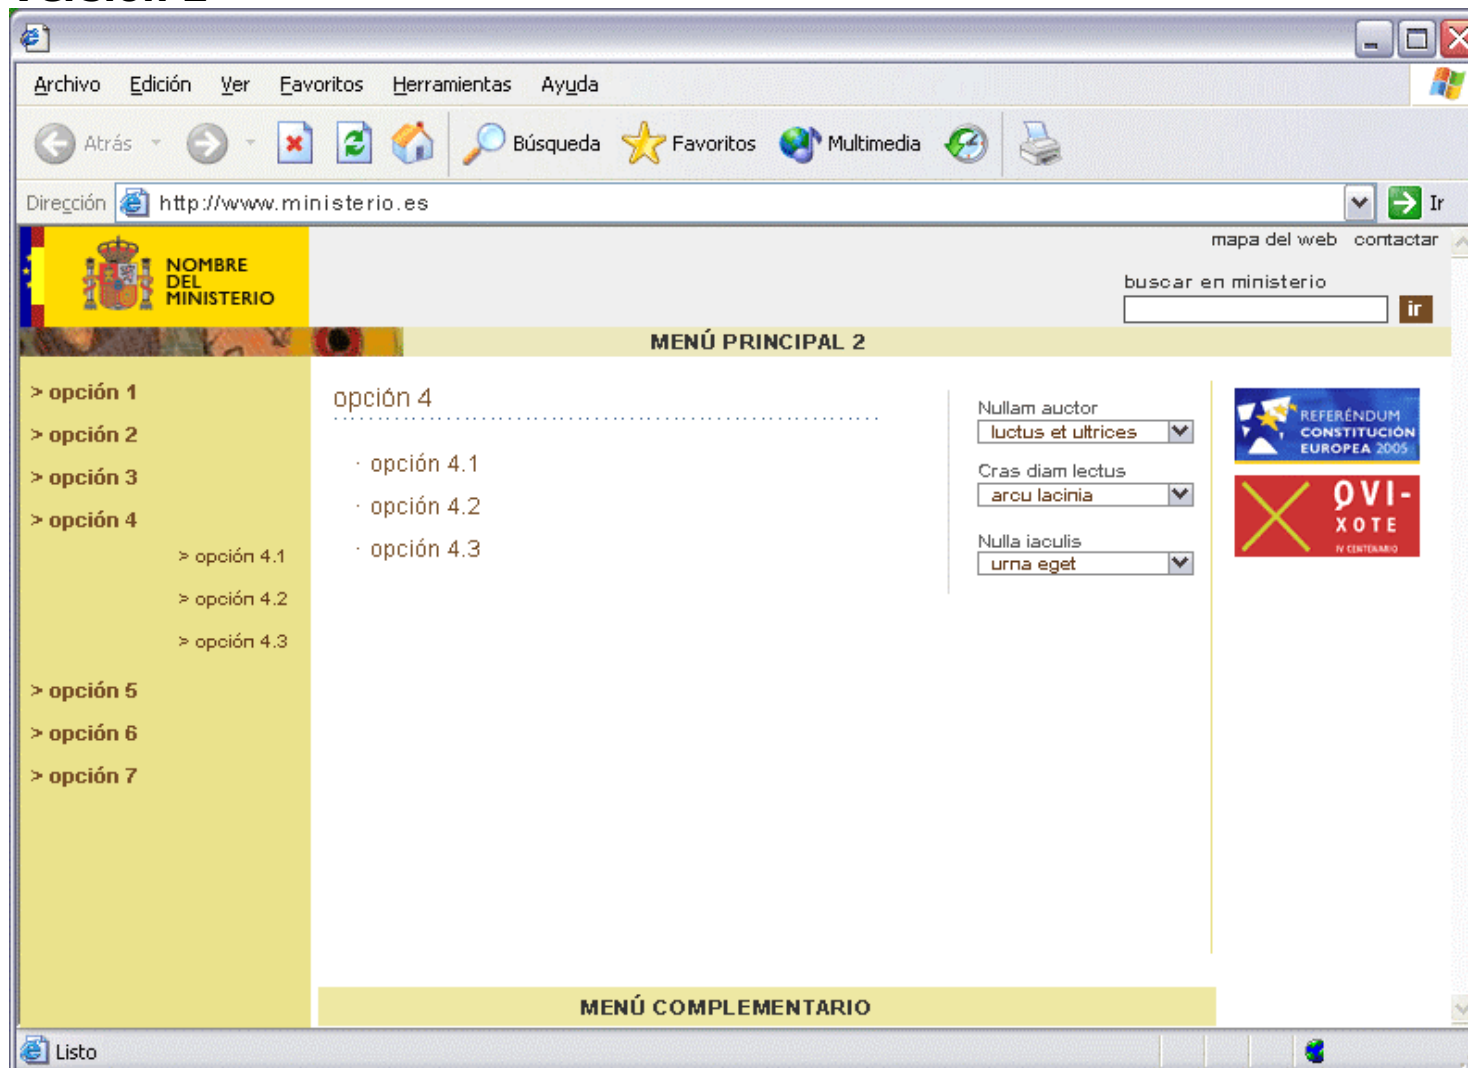 Archivo Edición Ver Favoritos Herramientas Ayuda
Atrás Búsqueda Favoritos Multimedia
Dirección http://www.ministerio.es Ir
mapa del web contactar
NOMBRE
DEL
MINISTERIO
buscar en ministerio
ir
MENÚ PRINCIPAL 2
> opción 1
> opción 2
> opción 3
> opción 4
> opción 4.1
> opción 4.2
> opción 4.3
> opción 5
> opción 6
> opción 7
opción 4
· opción 4.1
· opción 4.2
· opción 4.3
Nullam auctor
luctus et ultrices
Cras diam lectus
arcu lacinia
Nulla iaculis
urna eget
REFERÉNDUM
CONSTITUCIÓN
EUROPEA 2005
QVI-
XOTE
IV CENTENARIO
MENÚ COMPLEMENTARIO
Listo